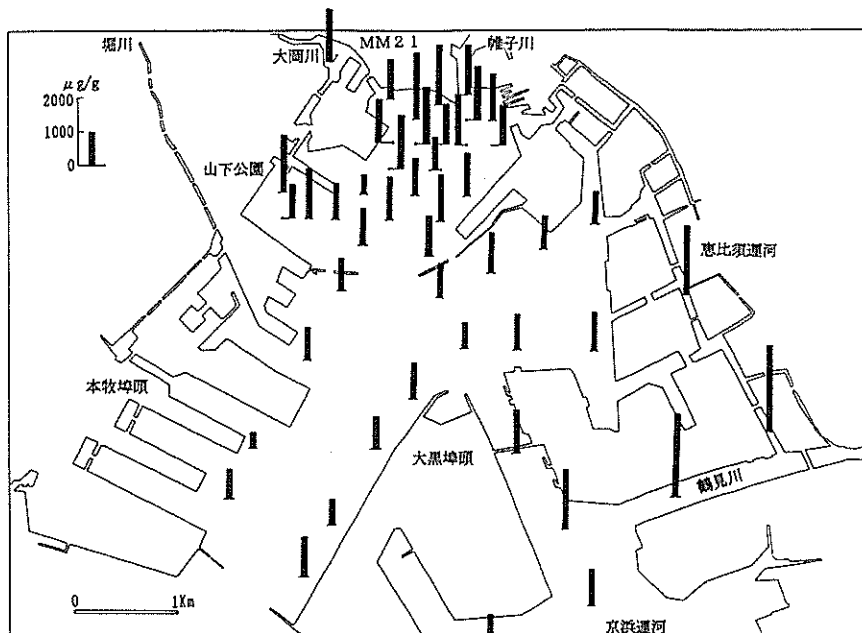 堀川
大岡川
MM21
帷子川
μg/g
2000
1000
0
山下公園
恵比須運河
本牧埠頭
大黒埠頭
鶴見川
0 1Km
京浜運河